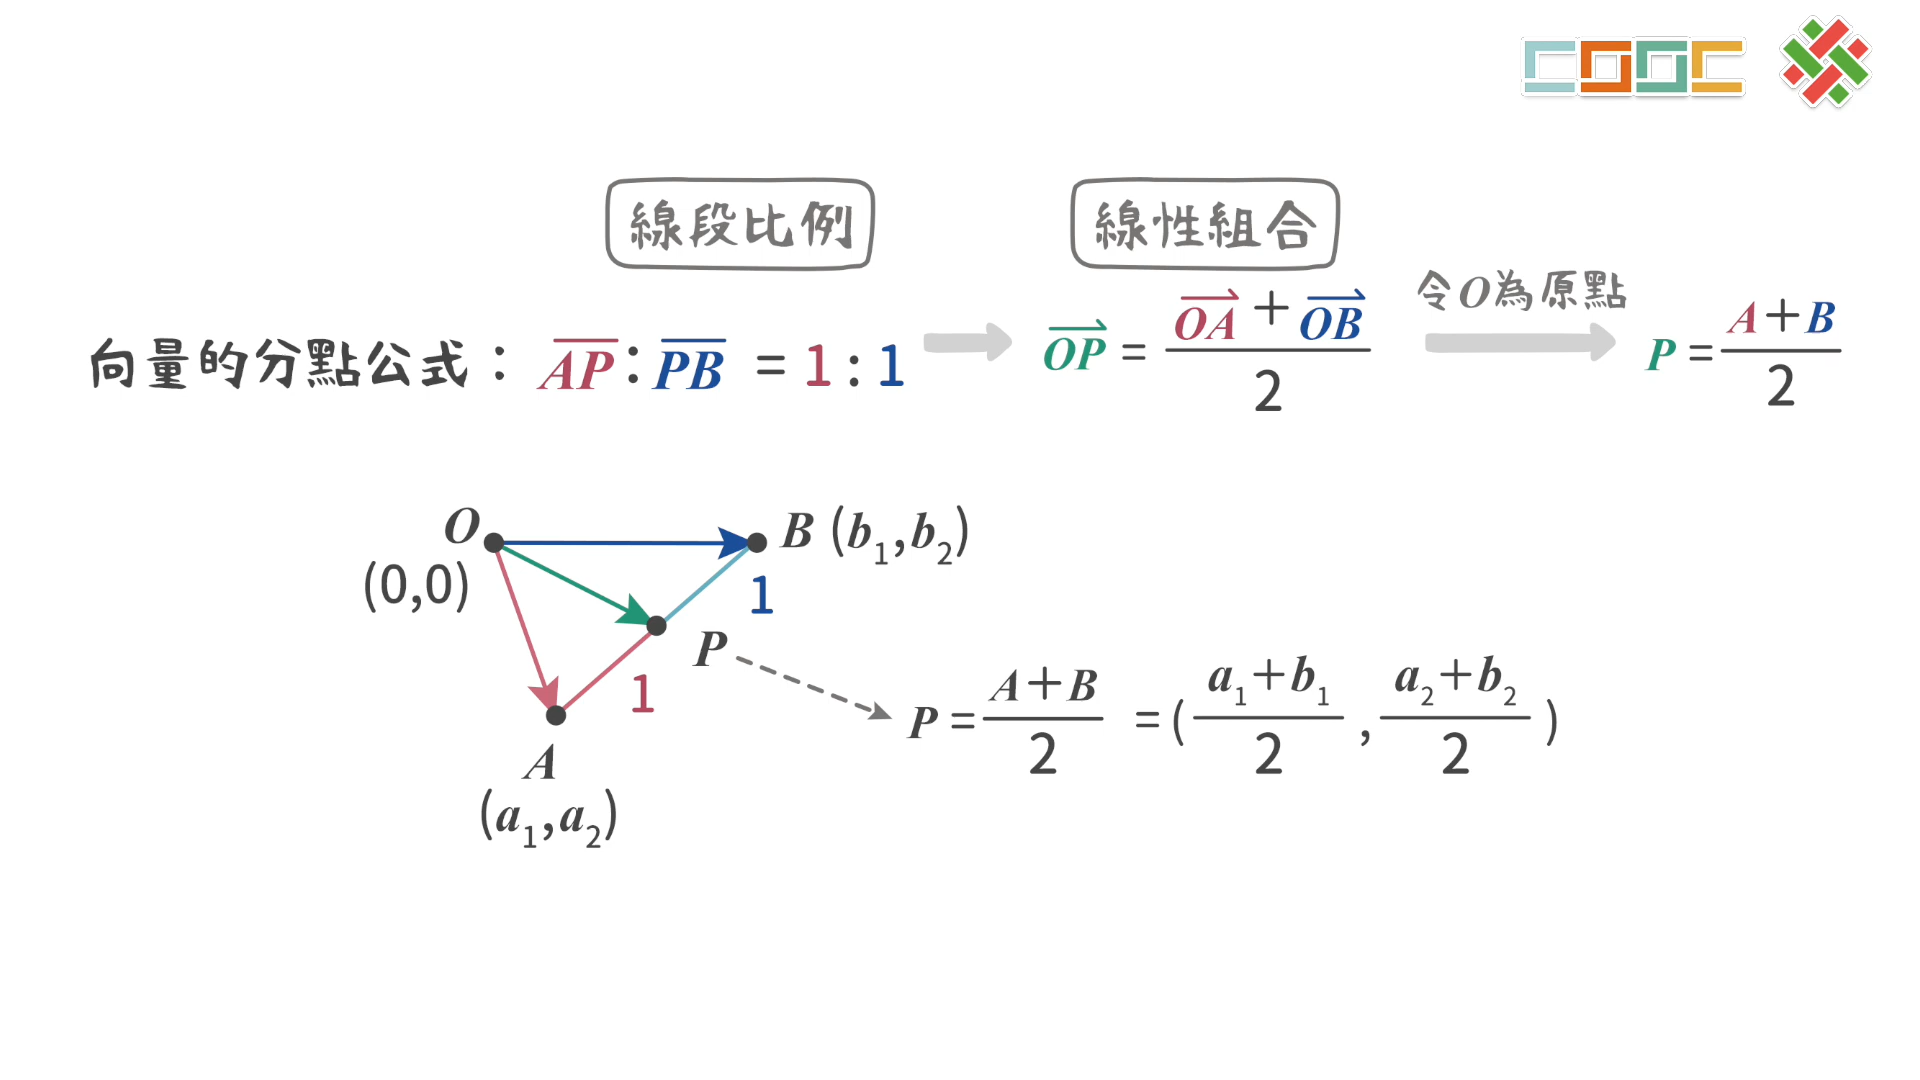 COOC
線段比例
線性組合
令O為原點
向量的分點公式： AP : PB = 1 : 1
OP = (OA + OB) / 2
P = (A + B) / 2
O
(0,0)
B (b₁,b₂)
1
P
1
A
(a₁,a₂)
P = (A + B) / 2 = ( (a₁ + b₁) / 2 , (a₂ + b₂) / 2 )